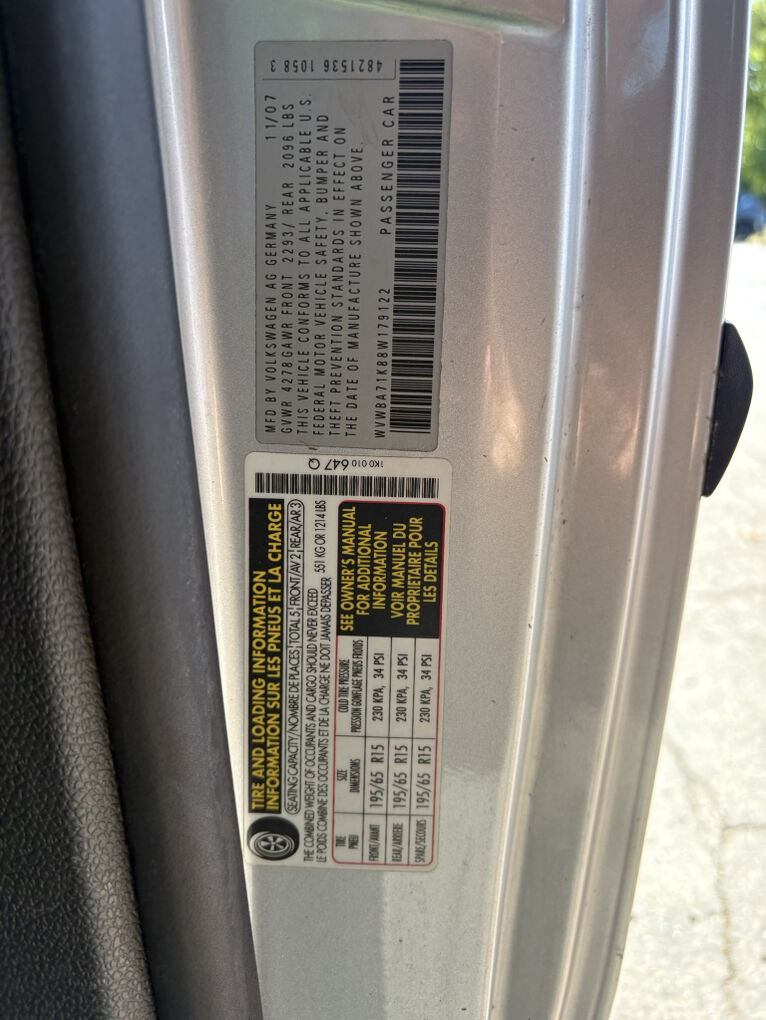 MFD BY VOLKSWAGEN AG GERMANY 11/07
GVWR 4278 GAWR FRONT 2293/ REAR 2096 LBS
THIS VEHICLE CONFORMS TO ALL APPLICABLE U.S.
FEDERAL MOTOR VEHICLE SAFETY, BUMPER AND
THEFT PREVENTION STANDARDS IN EFFECT ON
THE DATE OF MANUFACTURE SHOWN ABOVE.
WVWBA71K88W179122 PASSENGER CAR
4821536 1058 3
1K0 010 647 Q
TIRE AND LOADING INFORMATION
INFORMATION SUR LES PNEUS ET LA CHARGE
SEATING CAPACITY/NOMBRE DE PLACES TOTAL 5 FRONT/AV 2 REAR/AR 3
THE COMBINED WEIGHT OF OCCUPANTS AND CARGO SHOULD NEVER EXCEED
LE POIDS COMBINE DES OCCUPANTS ET DE LA CHARGE NE DOIT JAMAIS DEPASSER 551 KG OR 1214 LBS
TIRE SIZE COLD TIRE PRESSURE
PNEU DIMENSIONS PRESSION GONFLAGE PNEUS FROIDS
FRONT/AVANT 195/65 R15 230 KPA, 34 PSI
REAR/ARRIERE 195/65 R15 230 KPA, 34 PSI
SPARE/SECOURS 195/65 R15 230 KPA, 34 PSI
SEE OWNER'S MANUAL
FOR ADDITIONAL
INFORMATION
VOIR MANUEL DU
PROPRIETAIRE POUR
LES DETAILS